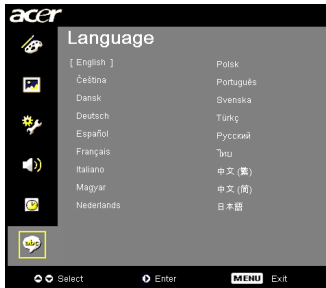 acer
Language
[ English ]
Čeština
Dansk
Deutsch
Español
Français
Italiano
Magyar
Nederlands
Polsk
Português
Svenska
Türkç
Русский
ไทย
中文 (繁)
中文 (简)
日本語
abc
Select Enter MENU Exit